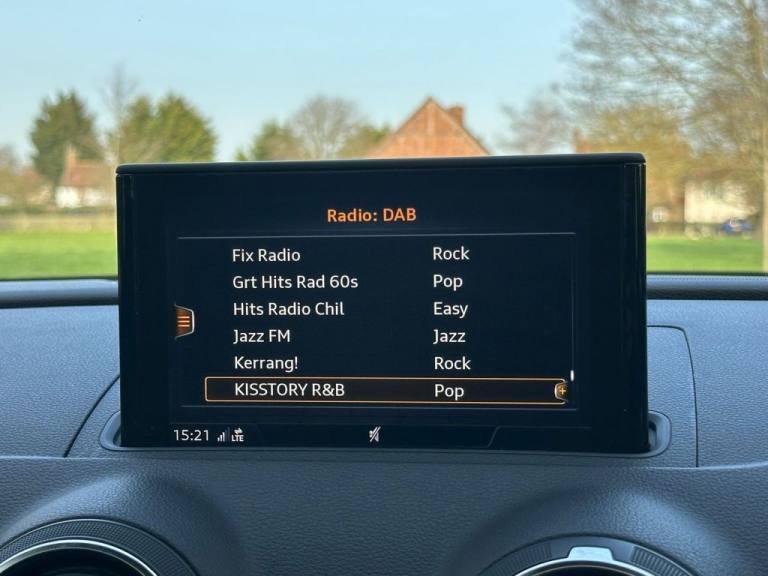 Radio: DAB
Fix Radio Rock
Grt Hits Rad 60s Pop
Hits Radio Chil Easy
Jazz FM Jazz
Kerrang! Rock
KISSTORY R&B Pop
15:21 LTE